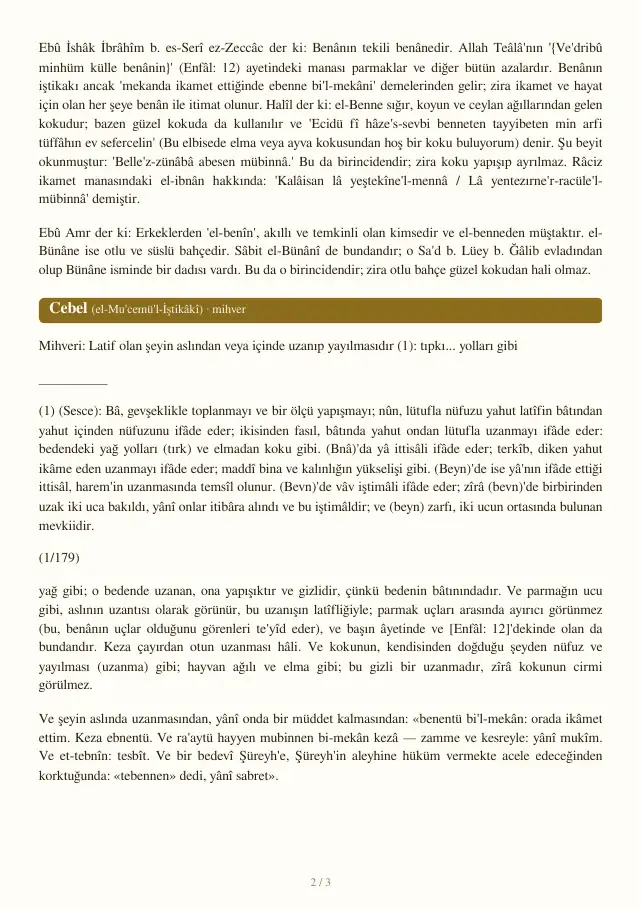 Ebû İshâk İbrâhîm b. es-Serî ez-Zeccâc der ki: Benânın tekili benânedir. Allah Teâlâ'nın '{Ve'dribû
minhüm külle benânin}' (Enfâl: 12) ayetindeki manası parmaklar ve diğer bütün azalardır. Benânın
iştikakı ancak 'mekanda ikamet ettiğinde ebenne bi'l-mekâni' demelerinden gelir; zira ikamet ve hayat
için olan her şeye benân ile itimat olunur. Halîl der ki: el-Benne sığır, koyun ve ceylan ağıllarından gelen
kokudur; bazen güzel kokuda da kullanılır ve 'Ecidü fî hâze's-sevbi benneten tayyibeten min arfi
tüffâhın ev sefercelin' (Bu elbisede elma veya ayva kokusundan hoş bir koku buluyorum) denir. Şu beyit
okunmuştur: 'Belle'z-zünâbâ abesen mübinnâ.' Bu da birincidendir; zira koku yapışıp ayrılmaz. Râciz
ikamet manasındaki el-ibnân hakkında: 'Kalâisan lâ yeştekîne'l-mennâ / Lâ yentezırne'r-racüle'l-
mübinnâ' demiştir.
Ebû Amr der ki: Erkeklerden 'el-benîn', akıllı ve temkinli olan kimsedir ve el-benneden müştaktır. el-
Bünâne ise otlu ve süslü bahçedir. Sâbit el-Bünânî de bundandır; o Sa'd b. Lüey b. Ğâlib evladından
olup Bünâne isminde bir dadısı vardı. Bu da o birincidendir; zira otlu bahçe güzel kokudan hali olmaz.
Cebel (el-Mu'cemü'l-İştikâkî) · mihver
Mihveri: Latif olan şeyin aslından veya içinde uzanıp yayılmasıdır (1): tıpkı... yolları gibi
__________
(1) (Sesce): Bâ, gevşeklikle toplanmayı ve bir ölçü yapışmayı; nûn, lütufla nüfuzu yahut latîfin bâtından
yahut içinden nüfuzunu ifâde eder; ikisinden fasıl, bâtında yahut ondan lütufla uzanmayı ifâde eder:
bedendeki yağ yolları (tırk) ve elmadan koku gibi. (Bnâ)'da yâ ittisâli ifâde eder; terkîb, diken yahut
ikâme eden uzanmayı ifâde eder; maddî bina ve kalınlığın yükselişi gibi. (Beyn)'de ise yâ'nın ifâde ettiği
ittisâl, harem'in uzanmasında temsîl olunur. (Bevn)'de vâv iştimâli ifâde eder; zîrâ (bevn)'de birbirinden
uzak iki uca bakıldı, yânî onlar itibâra alındı ve bu iştimâldir; ve (beyn) zarfı, iki ucun ortasında bulunan
mevkiidir.
(1/179)
yağ gibi; o bedende uzanan, ona yapışıktır ve gizlidir, çünkü bedenin bâtınındadır. Ve parmağın ucu
gibi, aslının uzantısı olarak görünür, bu uzanışın latîfliğiyle; parmak uçları arasında ayırıcı görünmez
(bu, benânın uçlar olduğunu görenleri te'yîd eder), ve başın âyetinde ve [Enfâl: 12]'dekinde olan da
bundandır. Keza çayırdan otun uzanması hâli. Ve kokunun, kendisinden doğduğu şeyden nüfuz ve
yayılması (uzanma) gibi; hayvan ağılı ve elma gibi; bu gizli bir uzanmadır, zîrâ kokunun cirmi
görülmez.
Ve şeyin aslında uzanmasından, yânî onda bir müddet kalmasından: «benentü bi'l-mekân: orada ikâmet
ettim. Keza ebnentü. Ve ra'aytü hayyen mubinnen bi-mekân kezâ — zamme ve kesreyle: yânî mukîm.
Ve et-tebnîn: tesbît. Ve bir bedevî Şüreyh'e, Şüreyh'in aleyhine hüküm vermekte acele edeceğinden
korktuğunda: «tebennen» dedi, yânî sabret».
2 / 3